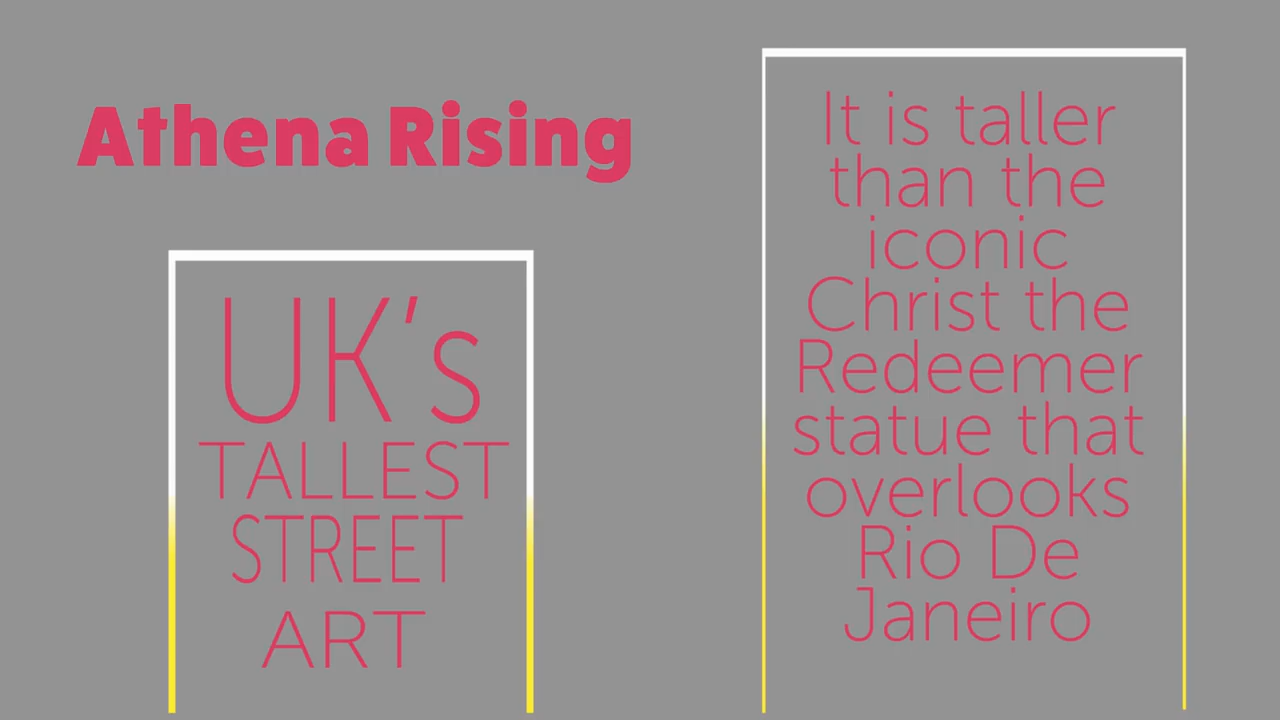 Athena Rising
UK's
TALLEST
STREET
ART
It is taller
than the
iconic
Christ the
Redeemer
statue that
overlooks
Rio De
Janeiro